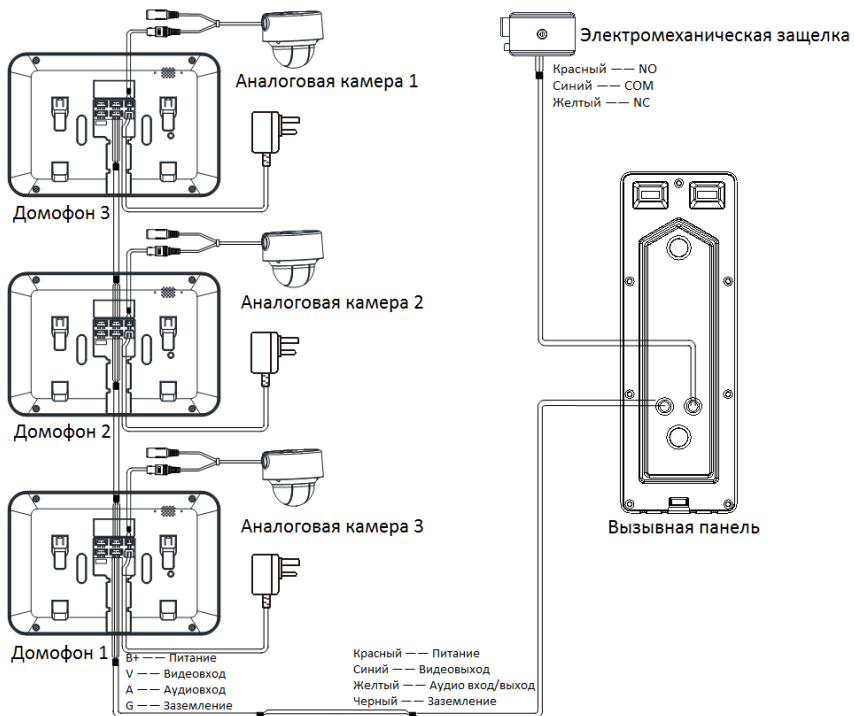 Аналоговая камера 1
Домофон 3
Аналоговая камера 2
Домофон 2
Аналоговая камера 3
Домофон 1
B+ —— Питание
V —— Видеовход
A —— Аудиовход
G —— Заземление
Красный —— Питание
Синий —— Видеовыход
Желтый —— Аудио вход/выход
Черный —— Заземление
Электромеханическая защелка
Красный —— NO
Синий —— COM
Желтый —— NC
Вызывная панель